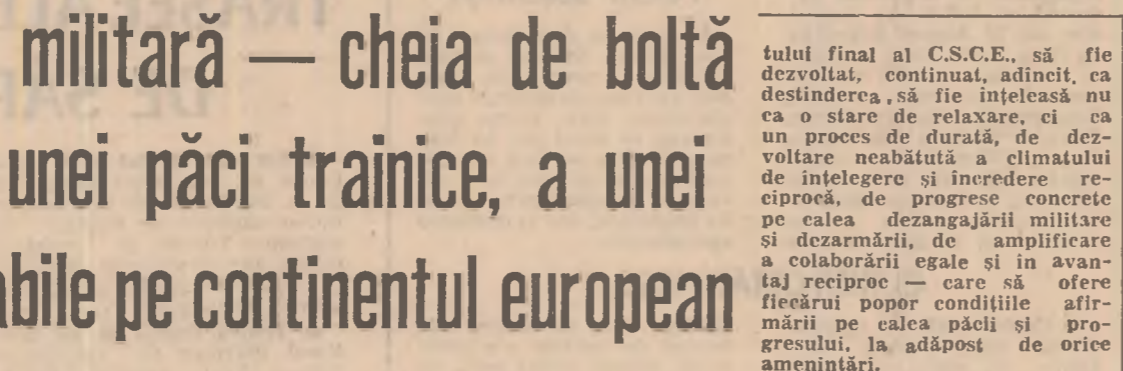 militară — cheia de boltă
unei păci trainice, a unei
abile pe continentul european
tului final al C.S.C.E., să fie
dezvoltat, continuat, adîncit, ca
destinderea, să fie înțeleasă nu
ca o stare de relaxare, ci ca
un proces de durată, de dez-
voltare neabătută a climatului
de înțelegere și încredere re-
ciprocă, de progrese concrete
pe calea dezangajării militare
și dezarmării, de amplificare
a colaborării egale și în avan-
taj reciproc — care să ofere
fiecărui popor condițiile afir-
mării pe calea păcii și pro-
gresului, la adăpost de orice
amenințări.